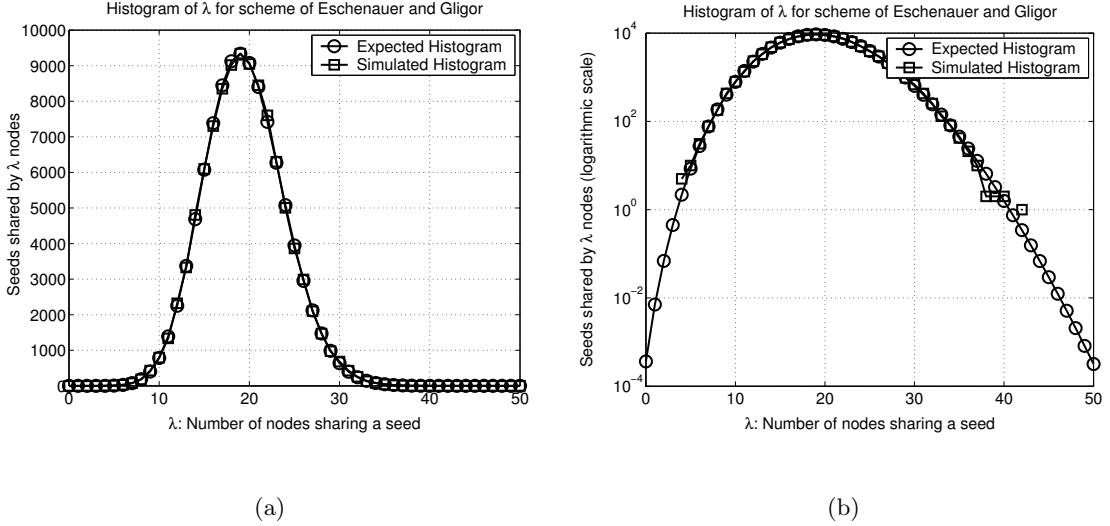 Histogram of λ for scheme of Eschenauer and Gligor
10000
9000
8000
7000
6000
5000
4000
3000
2000
1000
0
0 10 20 30 40 50
Seeds shared by λ nodes
λ: Number of nodes sharing a seed
Expected Histogram
Simulated Histogram
(a)
Histogram of λ for scheme of Eschenauer and Gligor
10^4
10^2
10^0
10^−2
10^−4
0 10 20 30 40 50
Seeds shared by λ nodes (logarithmic scale)
λ: Number of nodes sharing a seed
Expected Histogram
Simulated Histogram
(b)